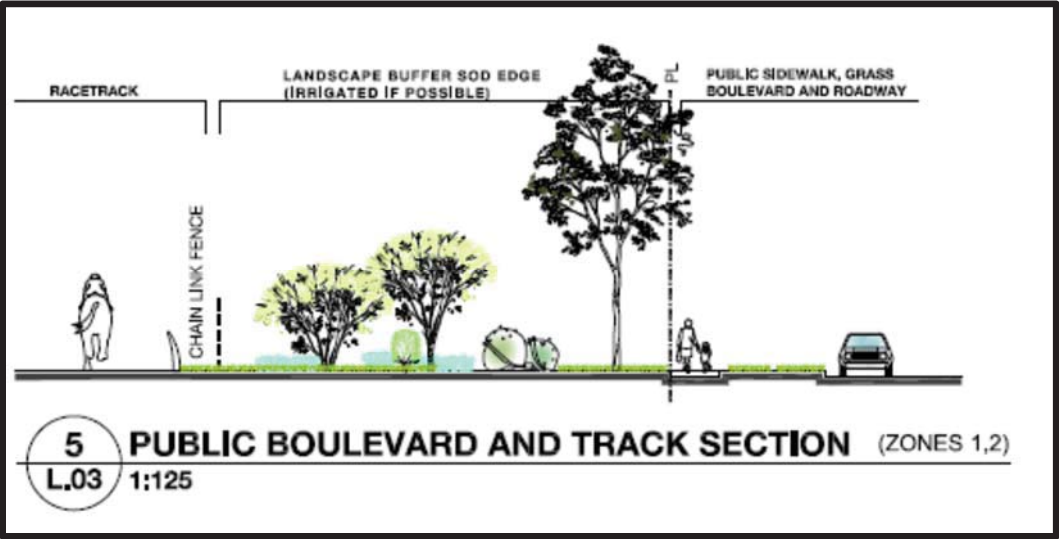 RACETRACK
LANDSCAPE BUFFER SOD EDGE
(IRRIGATED IF POSSIBLE)
PL
PUBLIC SIDEWALK, GRASS
BOULEVARD AND ROADWAY
CHAIN LINK FENCE
5
L.03
PUBLIC BOULEVARD AND TRACK SECTION (ZONES 1,2)
1:125